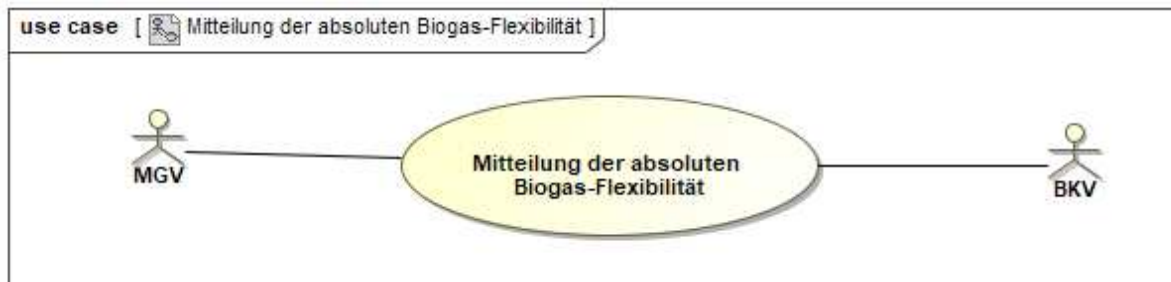 use case [ Mitteilung der absoluten Biogas-Flexibilität ]
MGV
Mitteilung der absoluten
Biogas-Flexibilität
BKV